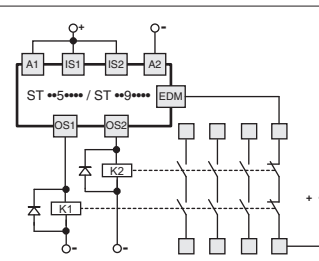 + -
A1 IS1 IS2 A2
ST ••5•••• / ST ••9••••
EDM
OS1 OS2
K2
+
K1
- -